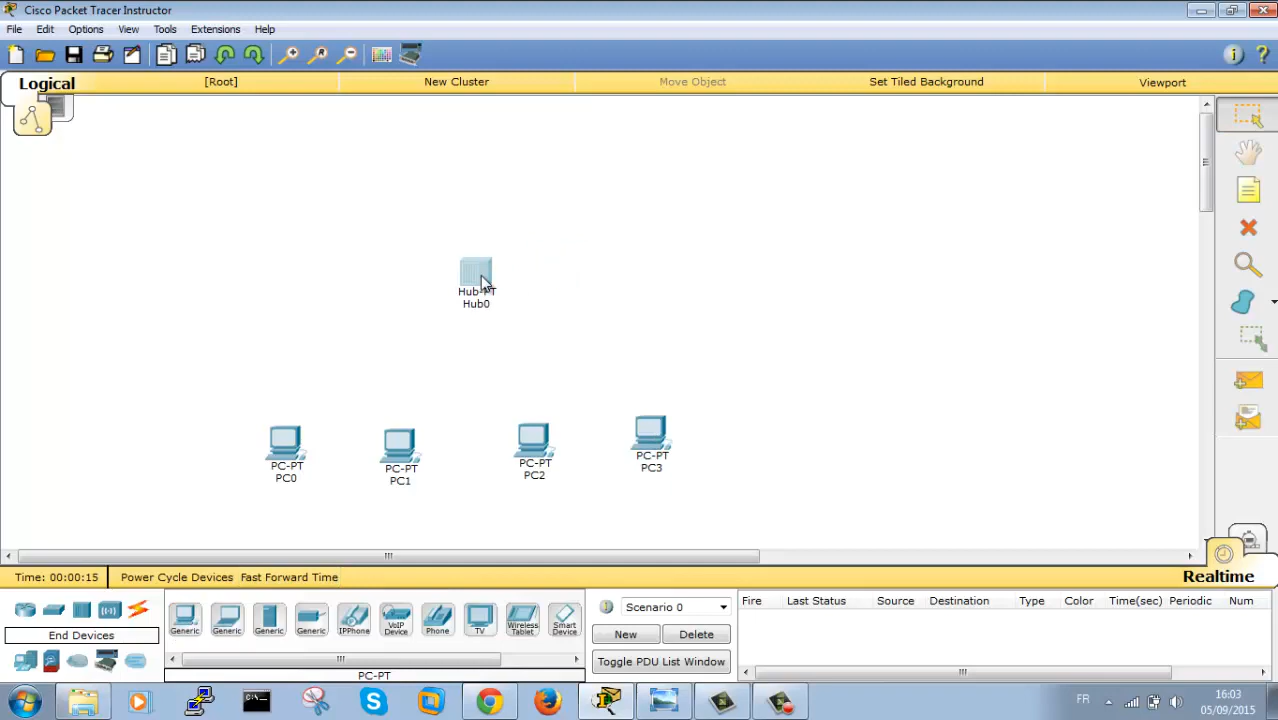 Cisco Packet Tracer Instructor
File Edit Options View Tools Extensions Help
Logical [Root] New Cluster Move Object Set Tiled Background Viewport
Hub-PT
Hub0
PC-PT PC-PT PC-PT PC-PT
PC0 PC1 PC2 PC3
Time: 00:00:15 Power Cycle Devices Fast Forward Time Realtime
End Devices
Generic Generic Generic Generic IPPhone VoIP Device Phone TV Wireless Tablet Smart Device
PC-PT
Scenario 0
New Delete
Toggle PDU List Window
Fire Last Status Source Destination Type Color Time(sec) Periodic Num
FR 16:03
05/09/2015